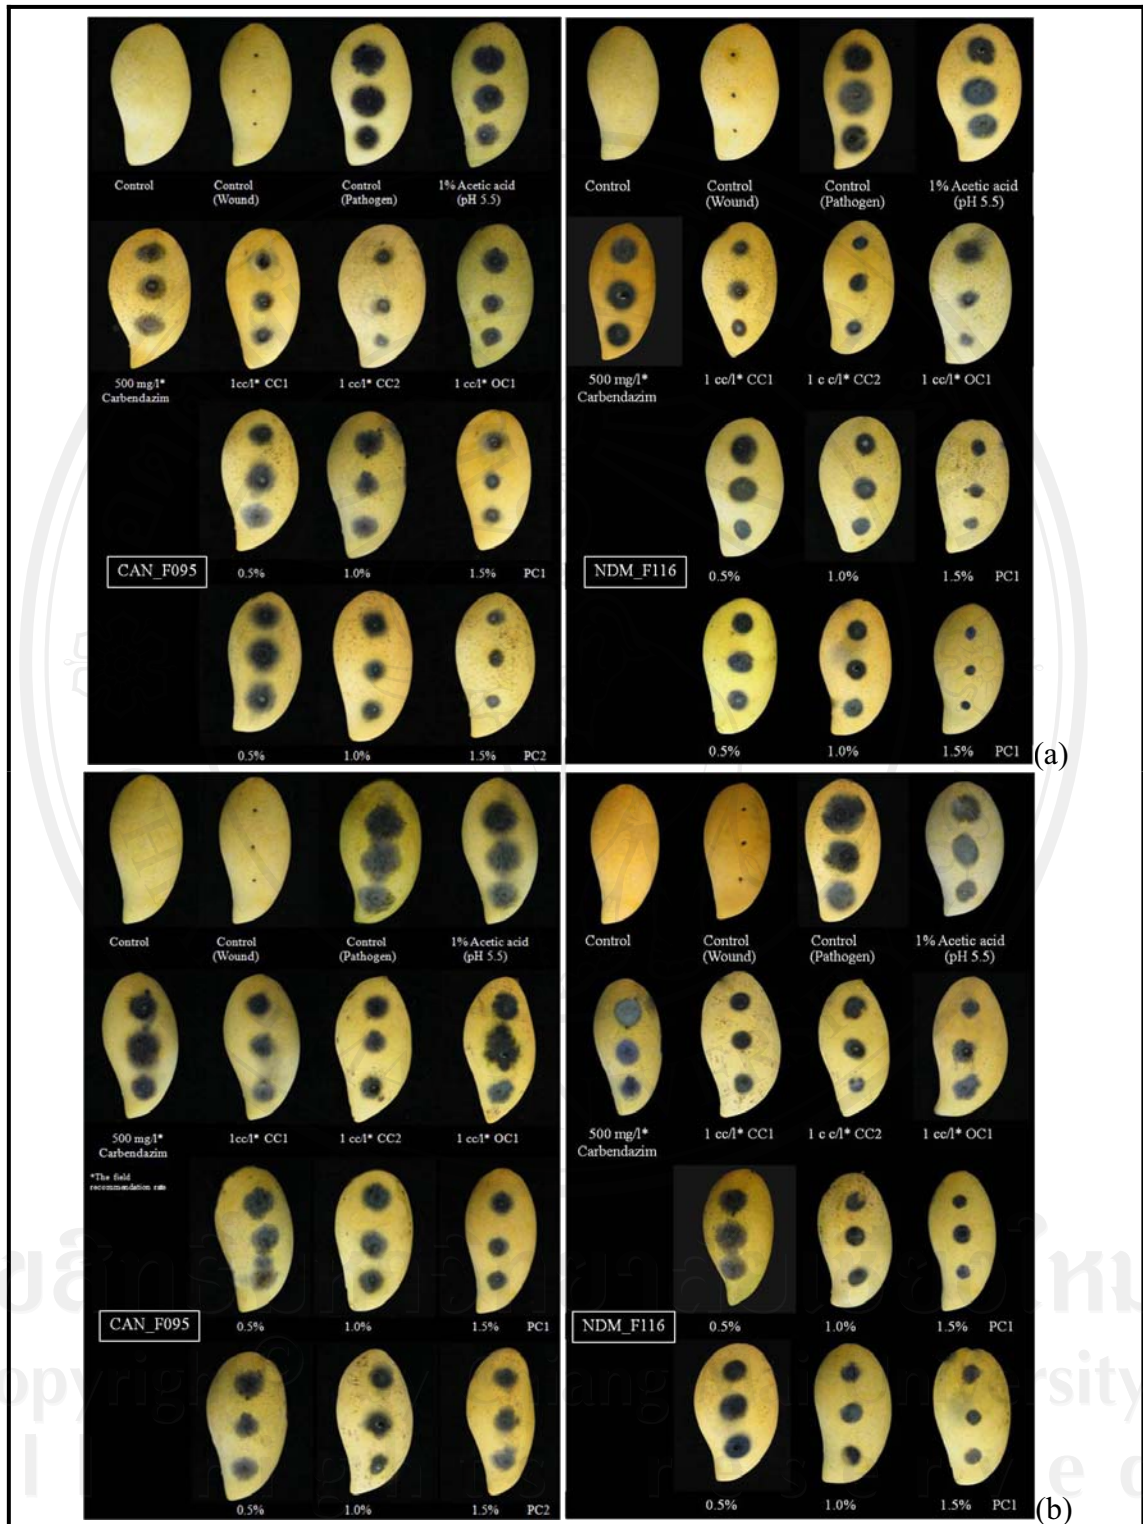 Control
Control
(Wound)
Control
(Pathogen)
1% Acetic acid
(pH 5.5)
500 mg/l*
Carbendazim
1cc/l* CC1
1 cc/l* CC2
1 cc/l* OC1
CAN_F095
0.5%
1.0%
1.5%
PC1
0.5%
1.0%
1.5%
PC2
Control
Control
(Wound)
Control
(Pathogen)
1% Acetic acid
(pH 5.5)
500 mg/l*
Carbendazim
1cc/l* CC1
1 c c/l* CC2
1 cc/l* OC1
NDM_F116
0.5%
1.0%
1.5%
PC1
0.5%
1.0%
1.5%
PC1
(a)
Control
Control
(Wound)
Control
(Pathogen)
1% Acetic acid
(pH 5.5)
500 mg/l*
Carbendazim
1cc/l* CC1
1 cc/l* CC2
1 cc/l* OC1
*The field
recommendation rate
CAN_F095
0.5%
1.0%
1.5%
PC1
0.5%
1.0%
1.5%
PC2
Control
Control
(Wound)
Control
(Pathogen)
1% Acetic acid
(pH 5.5)
500 mg/l*
Carbendazim
1 cc/l* CC1
1 c c/l* CC2
1 cc/l* OC1
NDM_F116
0.5%
1.0%
1.5%
PC1
0.5%
1.0%
1.5%
PC1
(b)